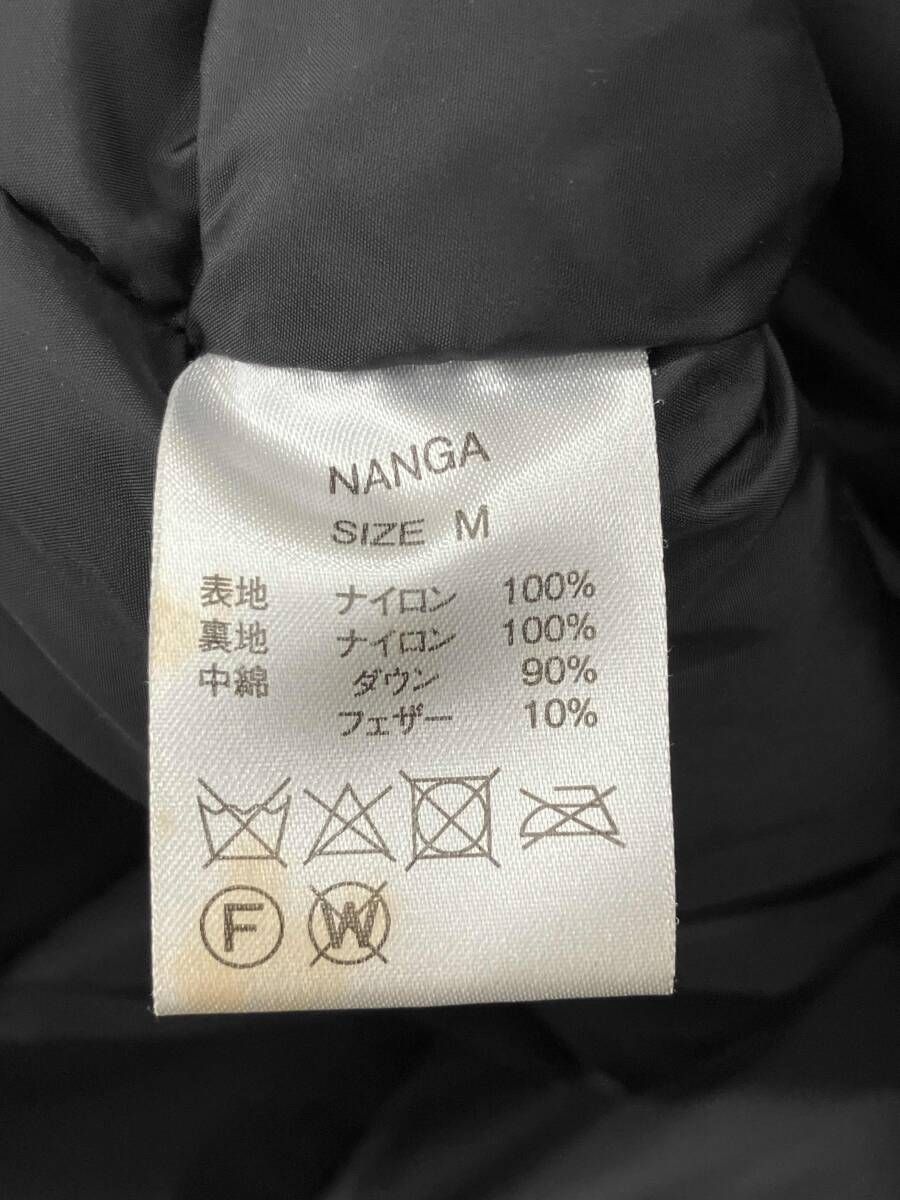 NANGA
SIZE M
表地 ナイロン 100%
裏地 ナイロン 100%
中綿 ダウン 90%
フェザー 10%
F W